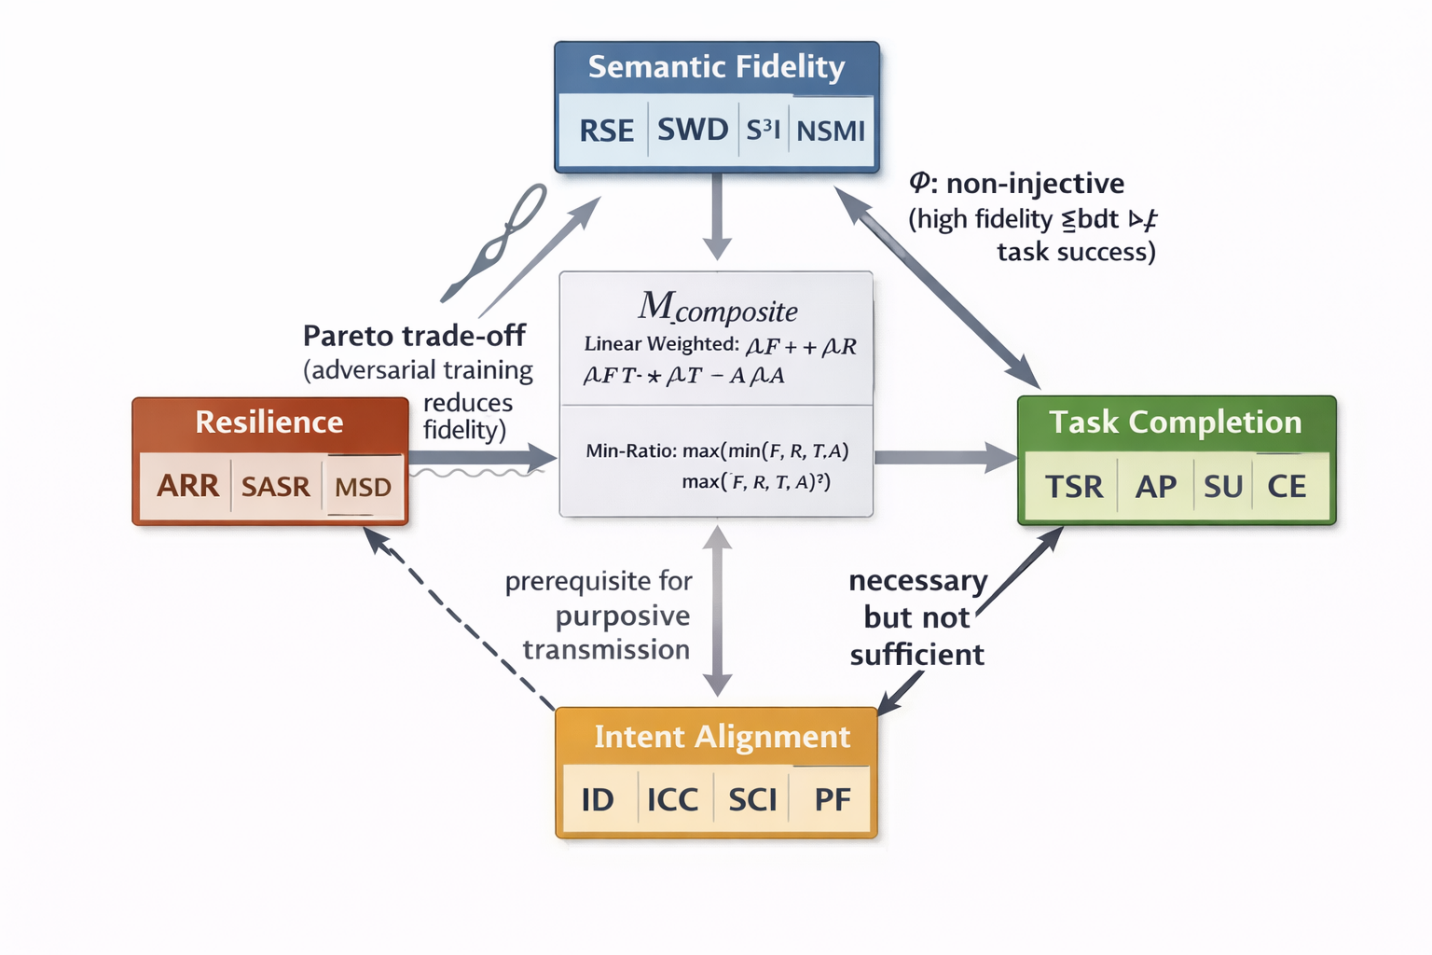 Semantic Fidelity
RSE SWD S³I NSMI
Φ: non-injective
(high fidelity
task success)
Pareto trade-off
(adversarial training
reduces
fidelity)
M composite
Linear Weighted:
Min-Ratio: max(min(F, R, T,A)
max( F, R, T, A)?)
Resilience
ARR SASR MSD
Task Completion
TSR AP SU CE
prerequisite for
purposive
transmission
necessary
but not
sufficient
Intent Alignment
ID ICC SCI PF